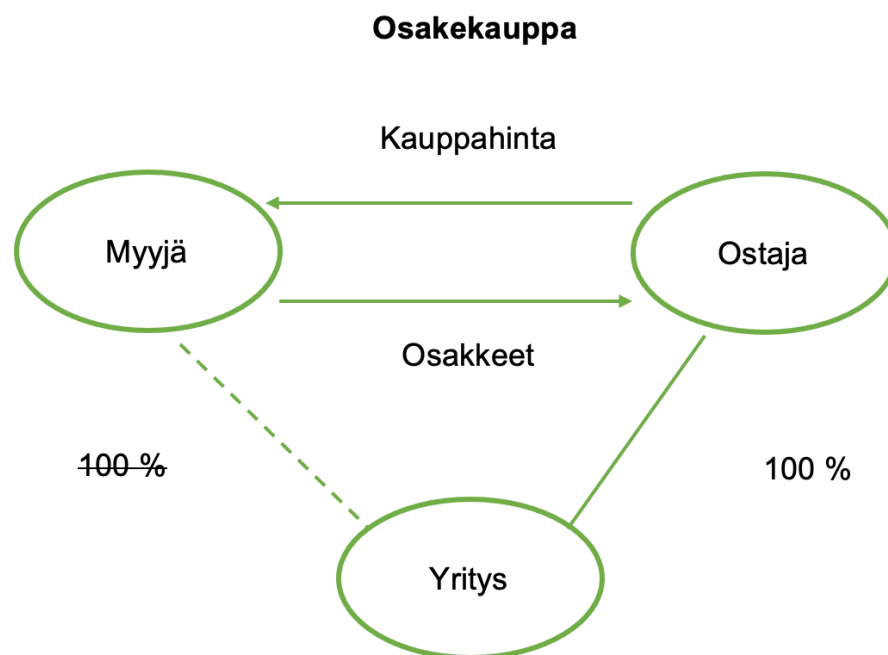 Osakekauppa
Kauppahinta
Myyjä
Ostaja
Osakkeet
100 %
100 %
Yritys